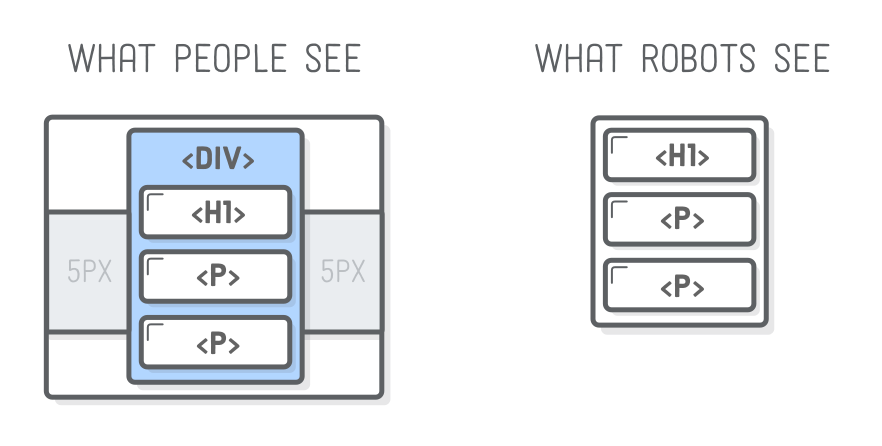 WHAT PEOPLE SEE
<DIV>
<H1>
<P>
<P>
5PX
5PX
WHAT ROBOTS SEE
<H1>
<P>
<P>